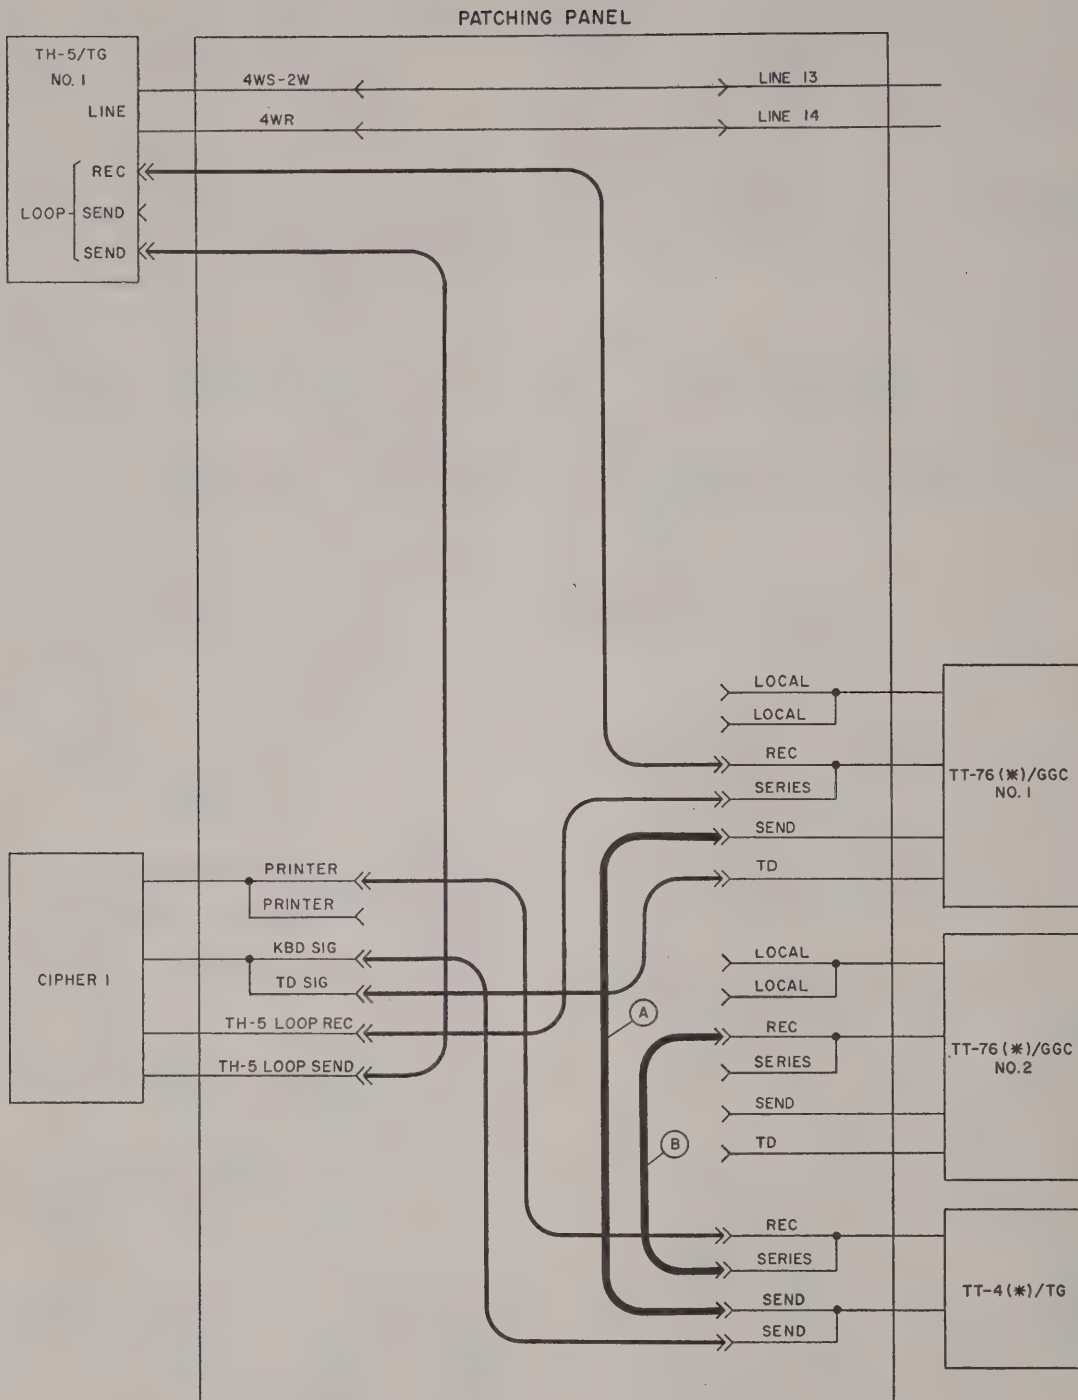 PATCHING PANEL
TH-5/TG
NO. 1
LINE
REC
LOOP
SEND
SEND
4WS-2W
LINE 13
4WR
LINE 14
LOCAL
LOCAL
REC
SERIES
SEND
TD
TT-76 (*)/GGC
NO. 1
CIPHER 1
PRINTER
PRINTER
KBD SIG
TD SIG
TH-5 LOOP REC
TH-5 LOOP SEND
A
B
LOCAL
LOCAL
REC
SERIES
SEND
TD
TT-76 (*)/GGC
NO. 2
REC
SERIES
SEND
SEND
TT-4 (*)/TG